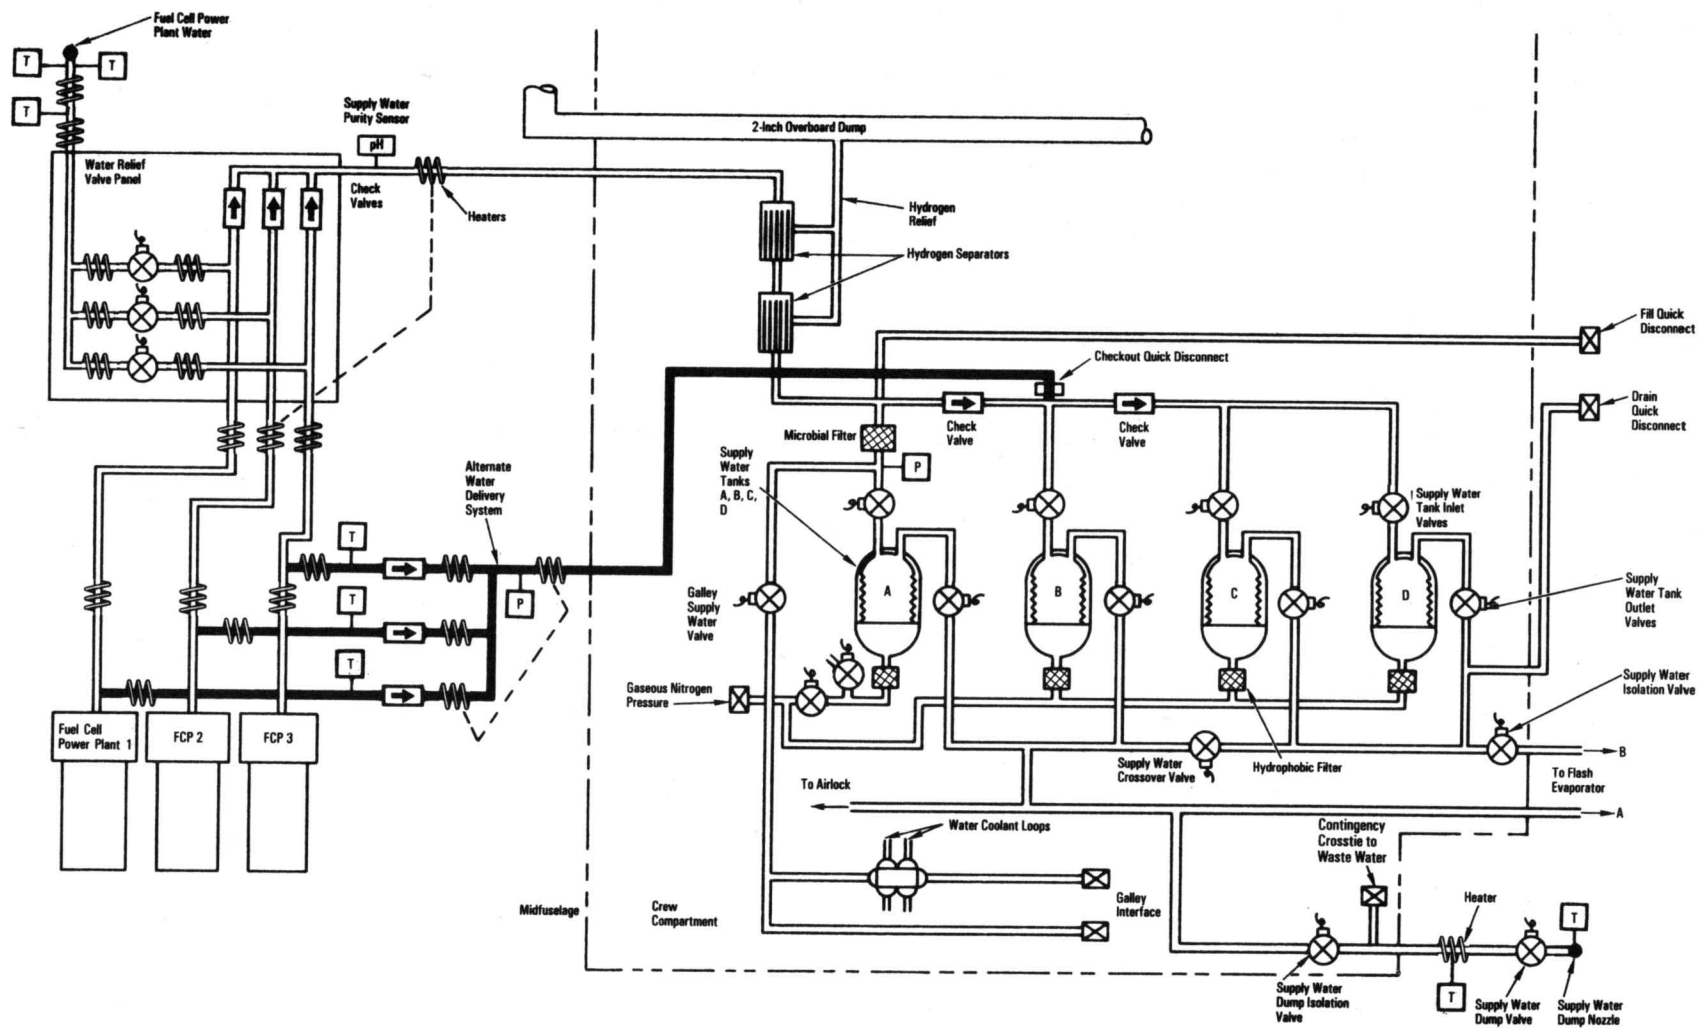 Fuel Cell Power
Plant Water
T
T
T
Supply Water
Purity Sensor
pH
2-Inch Overboard Dump
Water Relief
Valve Panel
Check
Valves
Heaters
Hydrogen
Relief
Hydrogen Separators
Fill Quick
Disconnect
Checkout Quick Disconnect
Drain
Quick
Disconnect
Microbial Filter
Check
Valve
Check
Valve
Supply
Water
Tanks
A, B, C,
D
P
Alternate
Water
Delivery
System
Supply Water
Tank Inlet
Valves
T
T
T
P
Galley
Supply
Water
Valve
A
B
C
D
Supply
Water Tank
Outlet
Valves
Gaseous Nitrogen
Pressure
Supply Water
Isolation Valve
Fuel Cell
Power Plant 1
FCP 2
FCP 3
Supply Water
Crossover Valve
Hydrophobic Filter
B
To Flash
Evaporator
A
To Airlock
Water Coolant Loops
Contingency
Crosstie to
Waste Water
Midfuselage
Crew
Compartment
Galley
Interface
Heater
T
T
Supply Water
Dump Isolation
Valve
Supply Water
Dump Valve
Supply Water
Dump Nozzle